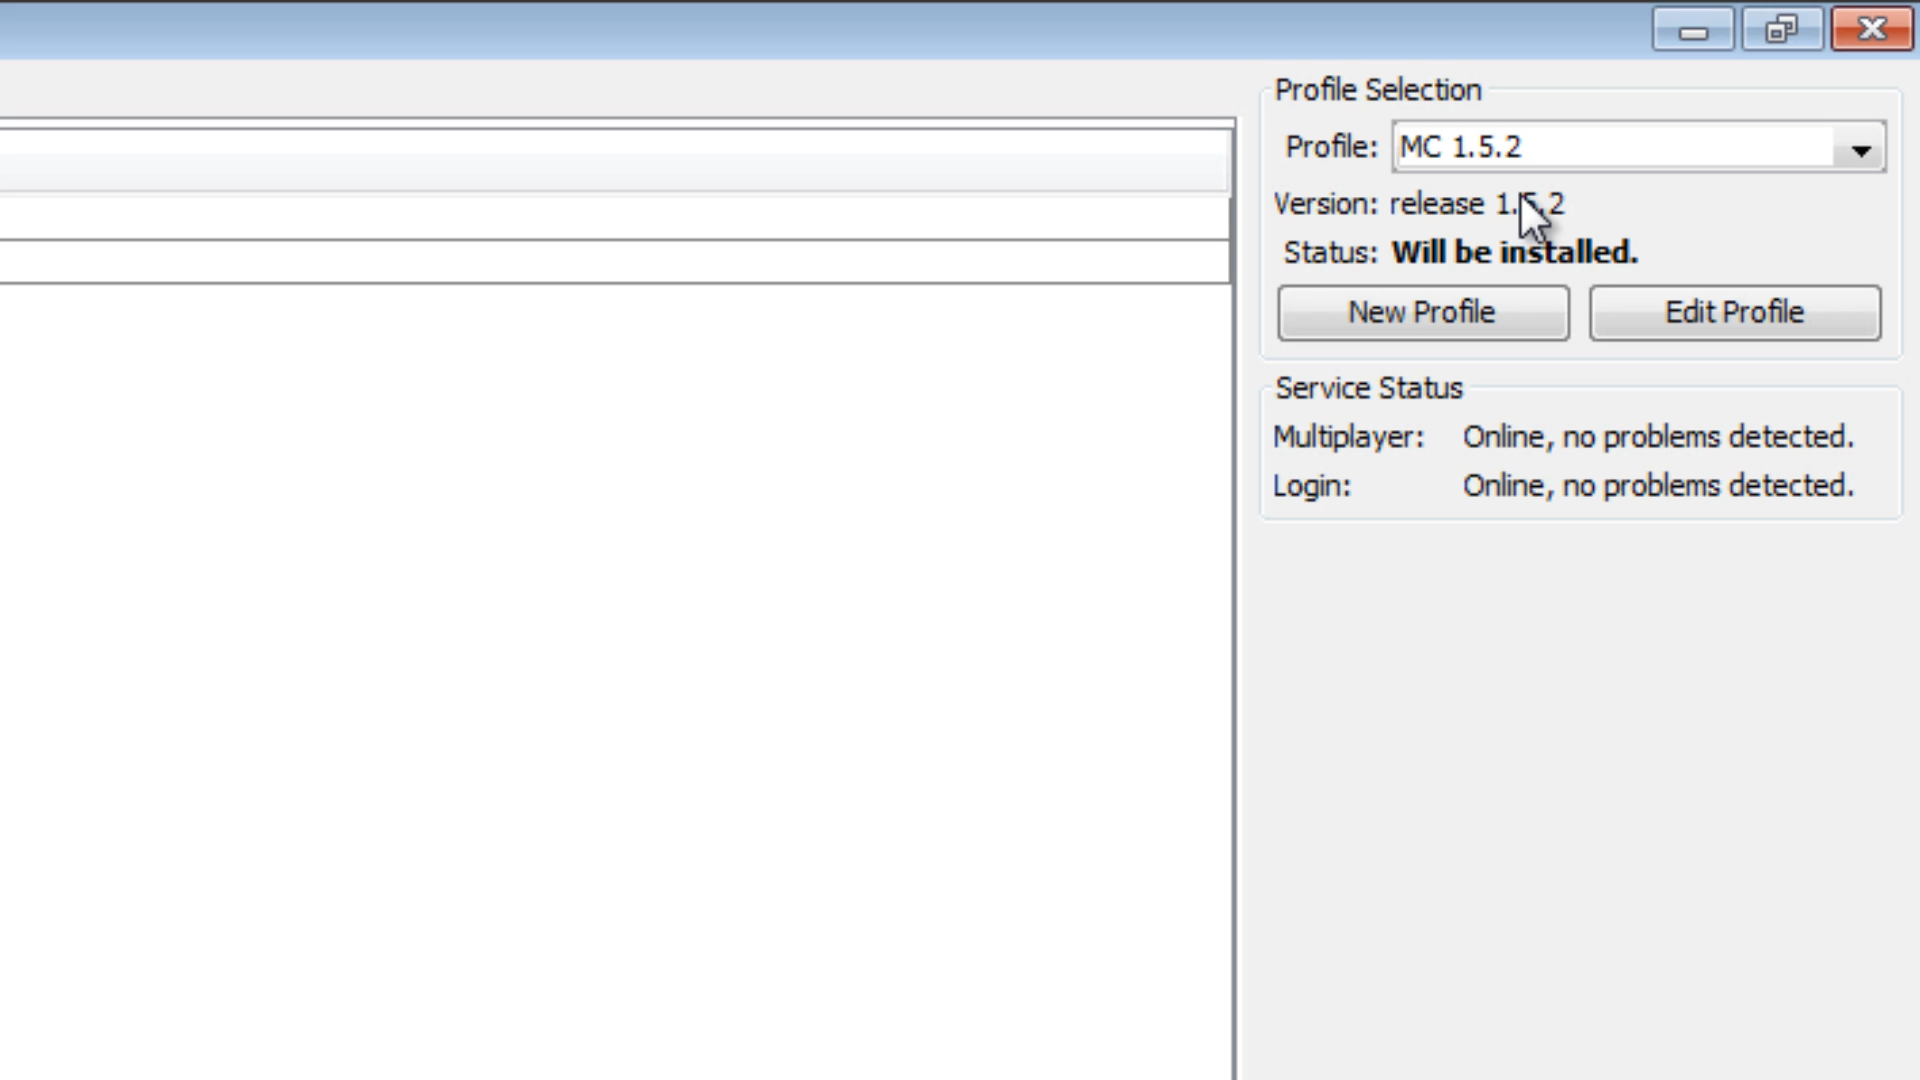 Profile Selection
Profile: MC 1.5.2
Version: release 1.5.2
Status: Will be installed.
New Profile Edit Profile
Service Status
Multiplayer: Online, no problems detected.
Login: Online, no problems detected.